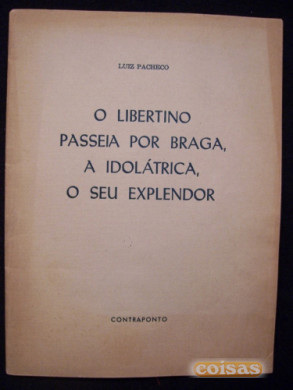 LUIZ PACHECO
O LIBERTINO
PASSEIA POR BRAGA,
A IDOLÁTRICA,
O SEU EXPLENDOR
CONTRAPONTO
coisas